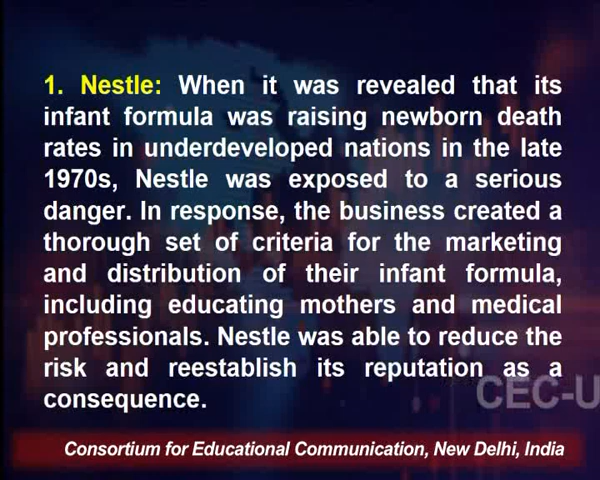 1. Nestle: When it was revealed that its
infant formula was raising newborn death
rates in underdeveloped nations in the late
1970s, Nestle was exposed to a serious
danger. In response, the business created a
thorough set of criteria for the marketing
and distribution of their infant formula,
including educating mothers and medical
professionals. Nestle was able to reduce the
risk and reestablish its reputation as a
consequence.
CEC-U
Consortium for Educational Communication, New Delhi, India